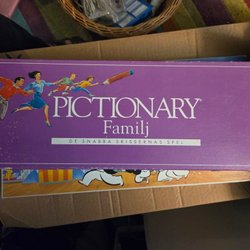 PICTIONARY
Familj
DE SNABBA SKISSERNAS SPEL